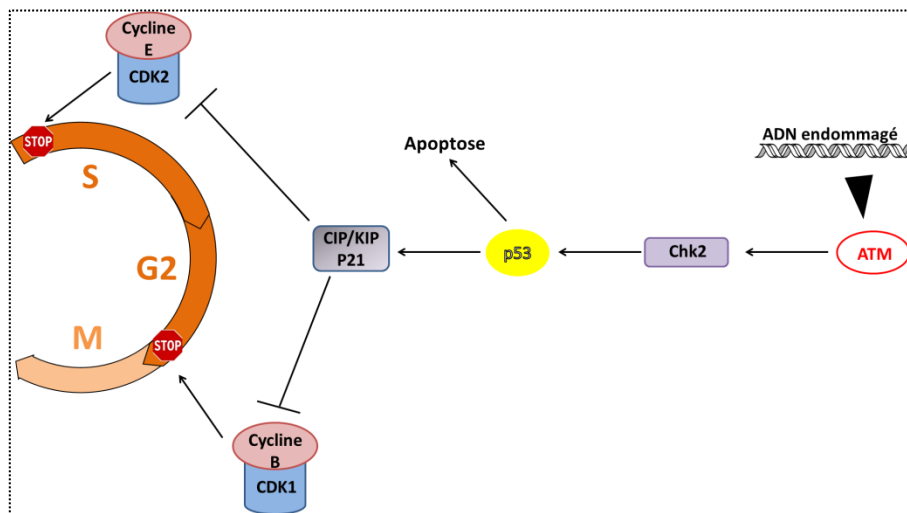 Cycline
E
CDK2
STOP
S
G2
M
STOP
Cycline
B
CDK1
CIP/KIP
P21
Apoptose
p53
Chk2
ADN endommagé
ATM